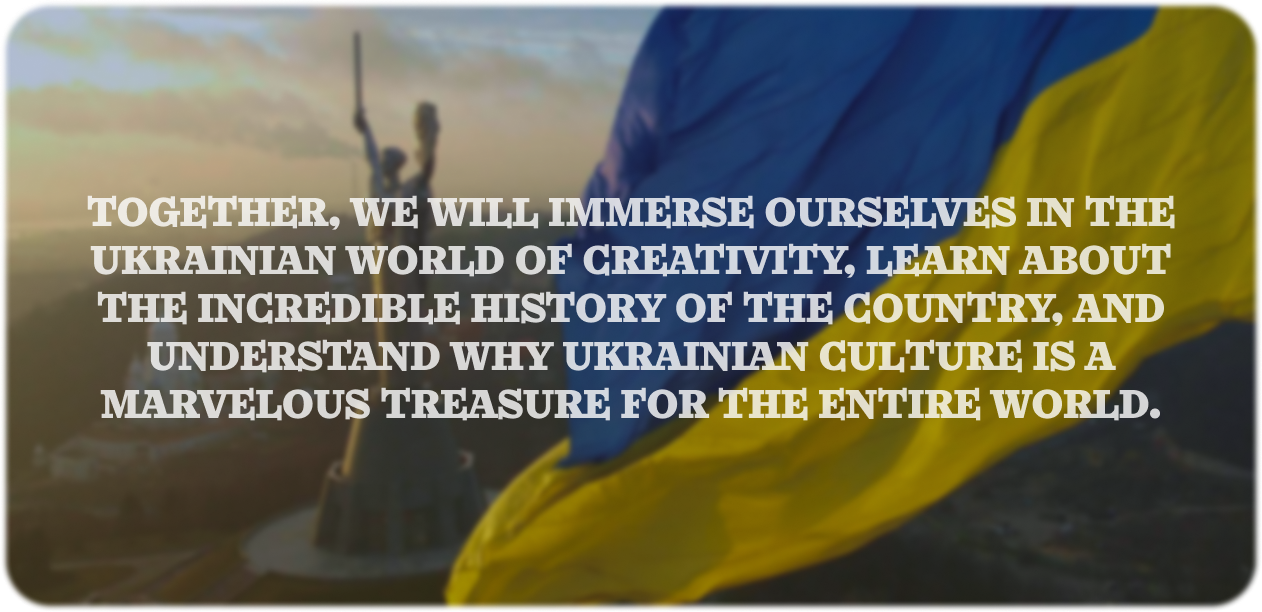 TOGETHER, WE WILL IMMERSE OURSELVES IN THE
UKRAINIAN WORLD OF CREATIVITY, LEARN ABOUT
THE INCREDIBLE HISTORY OF THE COUNTRY, AND
UNDERSTAND WHY UKRAINIAN CULTURE IS A
MARVELOUS TREASURE FOR THE ENTIRE WORLD.